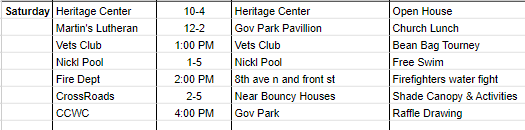 Saturday Heritage Center 10-4 Heritage Center Open House
Martin's Lutheran 12-2 Gov Park Pavillion Church Lunch
Vets Club 1:00 PM Vets Club Bean Bag Tourney
Nickl Pool 1-5 Nickl Pool Free Swim
Fire Dept 2:00 PM 8th ave n and front st Firefighters water fight
CrossRoads 2-5 Near Bouncy Houses Shade Canopy & Activities
CCWC 4:00 PM Gov Park Raffle Drawing